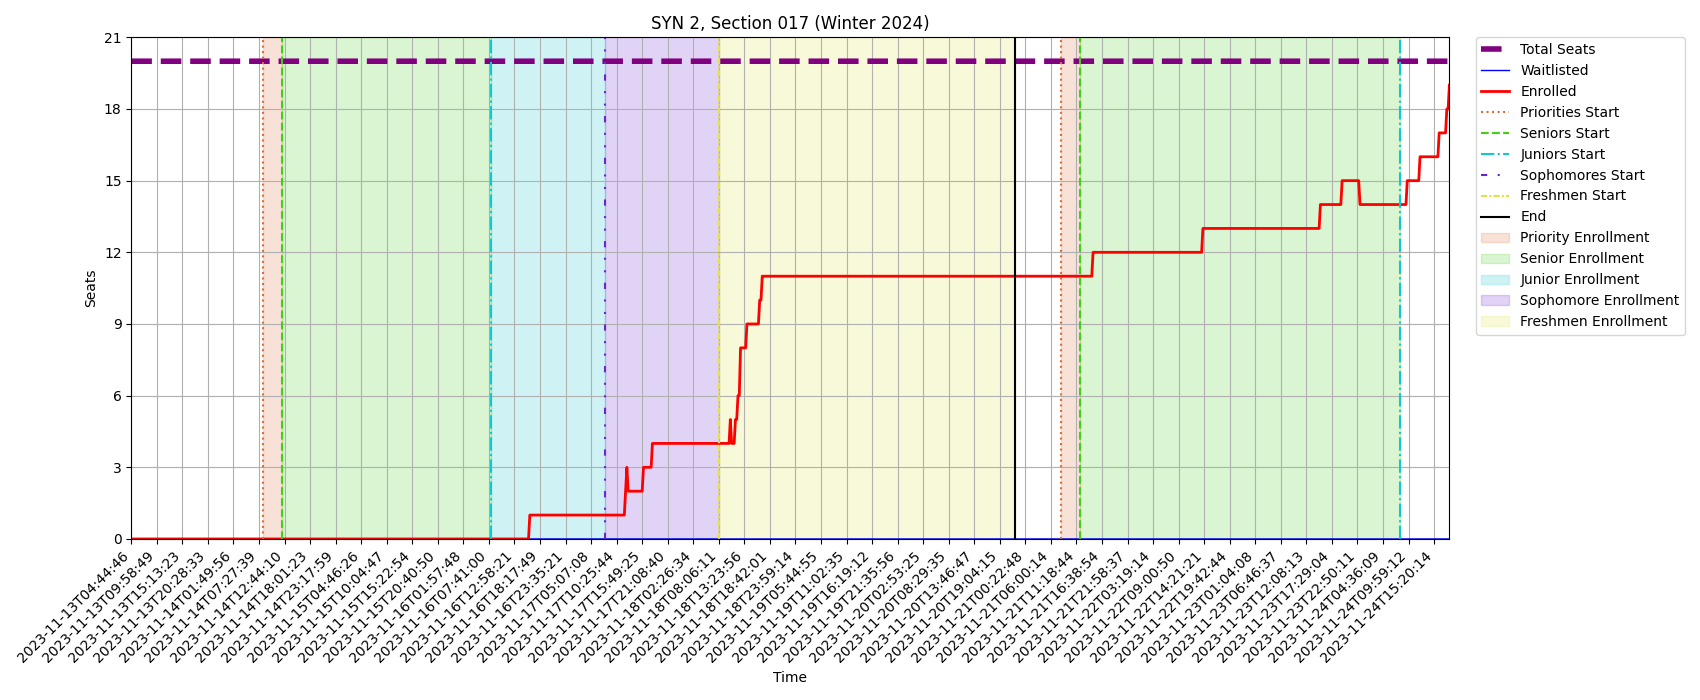 SYN 2, Section 017 (Winter 2024)
21
18
15
12
9
6
3
0
Seats
Total Seats
Waitlisted
Enrolled
Priorities Start
Seniors Start
Juniors Start
Sophomores Start
Freshmen Start
End
Priority Enrollment
Senior Enrollment
Junior Enrollment
Sophomore Enrollment
Freshmen Enrollment
2023-11-13T04:44:46
2023-11-13T09:58:49
2023-11-13T15:13:23
2023-11-13T20:28:33
2023-11-14T01:49:56
2023-11-14T07:27:39
2023-11-14T12:44:10
2023-11-14T18:01:23
2023-11-14T23:17:59
2023-11-15T04:46:26
2023-11-15T10:04:47
2023-11-15T15:22:54
2023-11-15T20:40:50
2023-11-16T01:57:48
2023-11-16T07:41:00
2023-11-16T12:58:21
2023-11-16T18:17:49
2023-11-16T23:35:21
2023-11-17T05:07:08
2023-11-17T10:25:44
2023-11-17T15:49:25
2023-11-17T21:08:40
2023-11-18T02:26:34
2023-11-18T08:06:11
2023-11-18T13:23:56
2023-11-18T18:42:01
2023-11-18T23:59:14
2023-11-19T05:44:55
2023-11-19T11:02:35
2023-11-19T16:19:12
2023-11-19T21:35:56
2023-11-20T02:53:25
2023-11-20T08:29:35
2023-11-20T13:46:47
2023-11-20T19:04:15
2023-11-21T00:22:48
2023-11-21T06:00:14
2023-11-21T11:18:44
2023-11-21T16:38:54
2023-11-21T21:58:37
2023-11-22T03:19:14
2023-11-22T09:00:50
2023-11-22T14:21:21
2023-11-22T19:42:44
2023-11-23T01:04:08
2023-11-23T06:46:37
2023-11-23T12:08:13
2023-11-23T17:29:04
2023-11-23T22:50:11
2023-11-24T04:36:09
2023-11-24T09:59:12
2023-11-24T15:20:14
Time